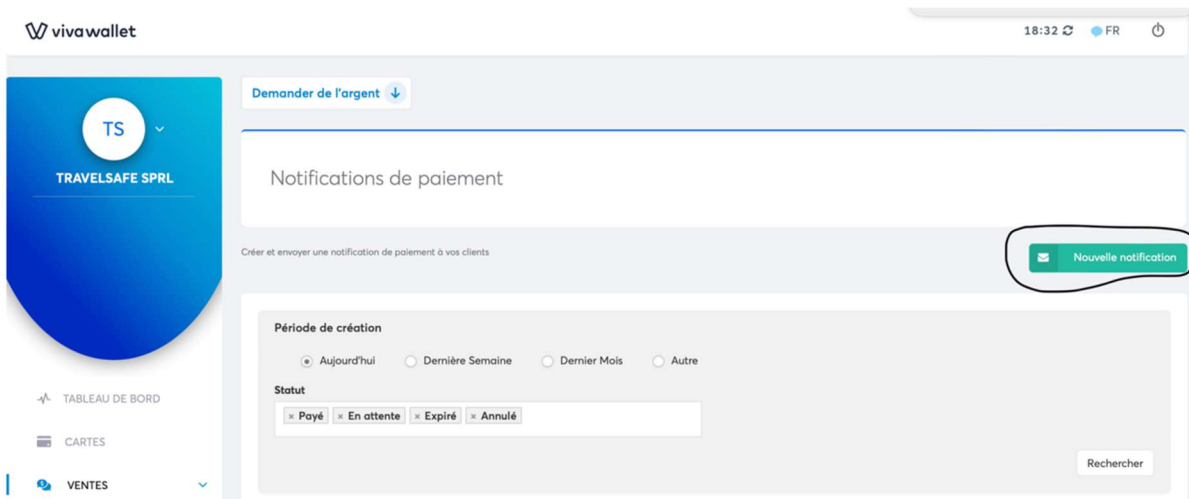 vivawallet
18:32 FR
Demander de l'argent
TS
TRAVELSAFE SPRL
Notifications de paiement
Créer et envoyer une notification de paiement à vos clients
Nouvelle notification
Période de création
Aujourd'hui Dernière Semaine Dernier Mois Autre
Statut
× Payé × En attente × Expiré × Annulé
Rechercher
TABLEAU DE BORD
CARTES
VENTES